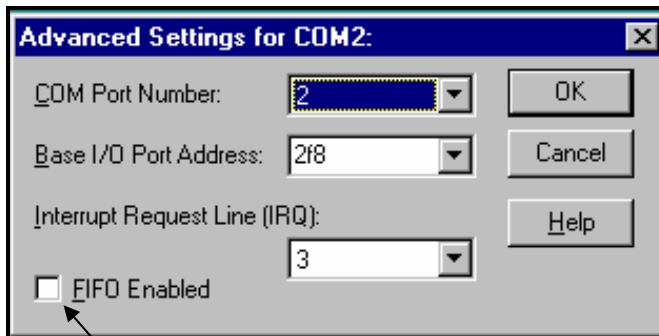 Advanced Settings for COM2:
COM Port Number: 2 OK
Base I/O Port Address: 2f8 Cancel
Interrupt Request Line (IRQ): Help
3
FIFO Enabled